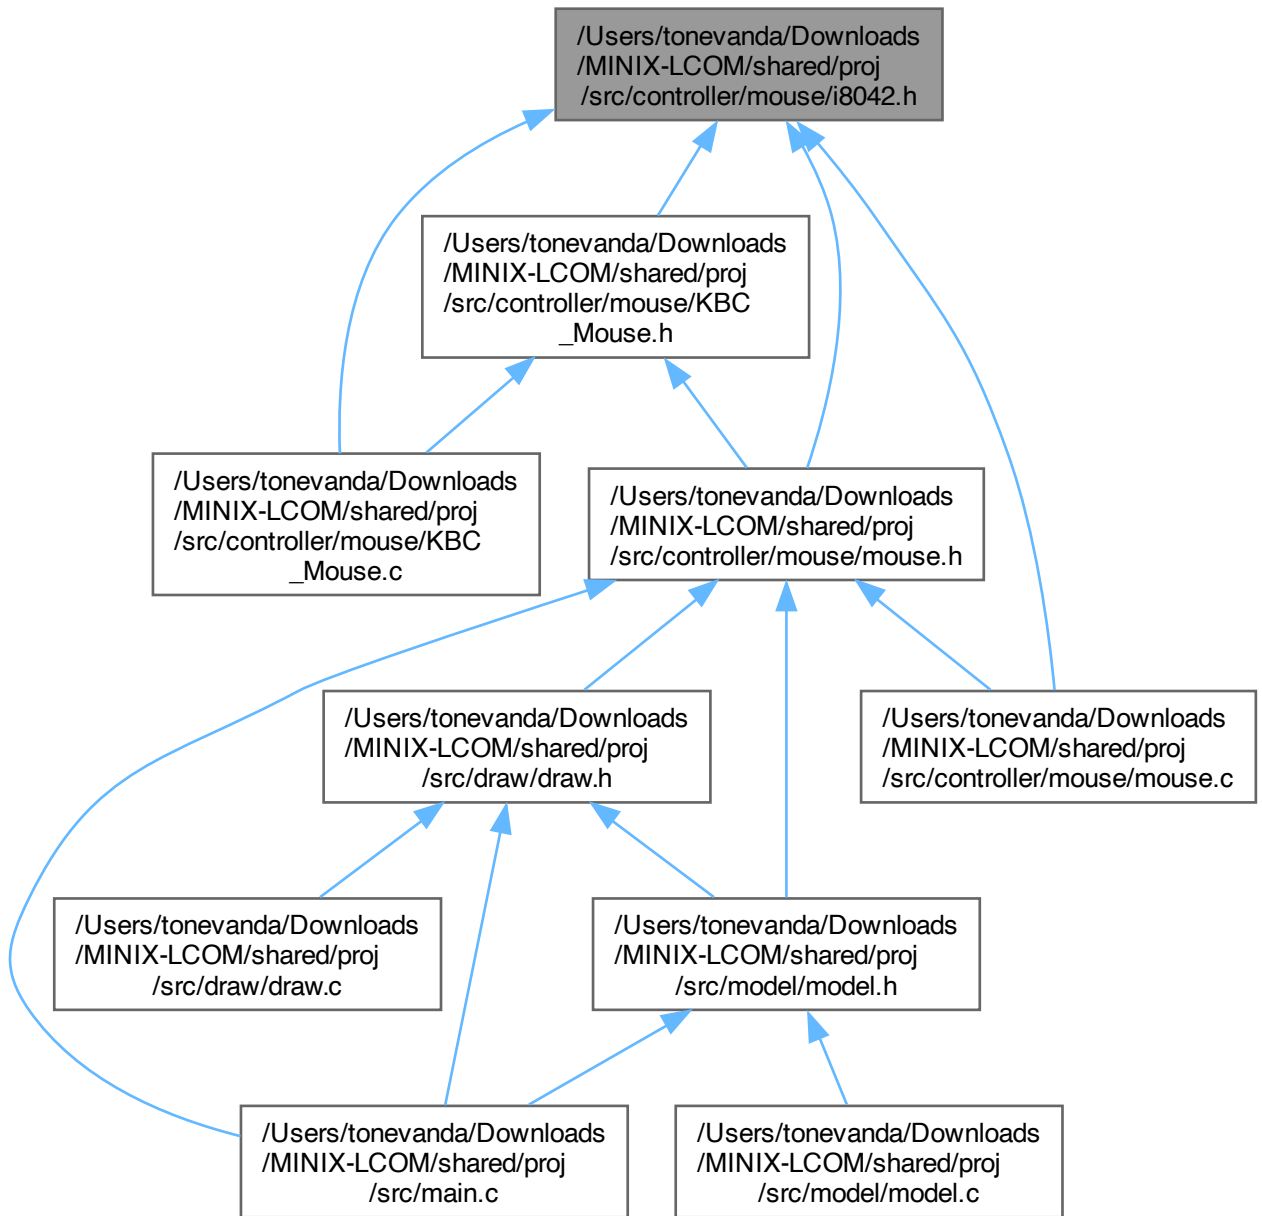 /Users/tonevanda/Downloads
/MINIX-LCOM/shared/proj
/src/controller/mouse/i8042.h
/Users/tonevanda/Downloads
/MINIX-LCOM/shared/proj
/src/controller/mouse/KBC
_Mouse.h
/Users/tonevanda/Downloads
/MINIX-LCOM/shared/proj
/src/controller/mouse/KBC
_Mouse.c
/Users/tonevanda/Downloads
/MINIX-LCOM/shared/proj
/src/controller/mouse/mouse.h
/Users/tonevanda/Downloads
/MINIX-LCOM/shared/proj
/src/draw/draw.h
/Users/tonevanda/Downloads
/MINIX-LCOM/shared/proj
/src/controller/mouse/mouse.c
/Users/tonevanda/Downloads
/MINIX-LCOM/shared/proj
/src/draw/draw.c
/Users/tonevanda/Downloads
/MINIX-LCOM/shared/proj
/src/model/model.h
/Users/tonevanda/Downloads
/MINIX-LCOM/shared/proj
/src/main.c
/Users/tonevanda/Downloads
/MINIX-LCOM/shared/proj
/src/model/model.c